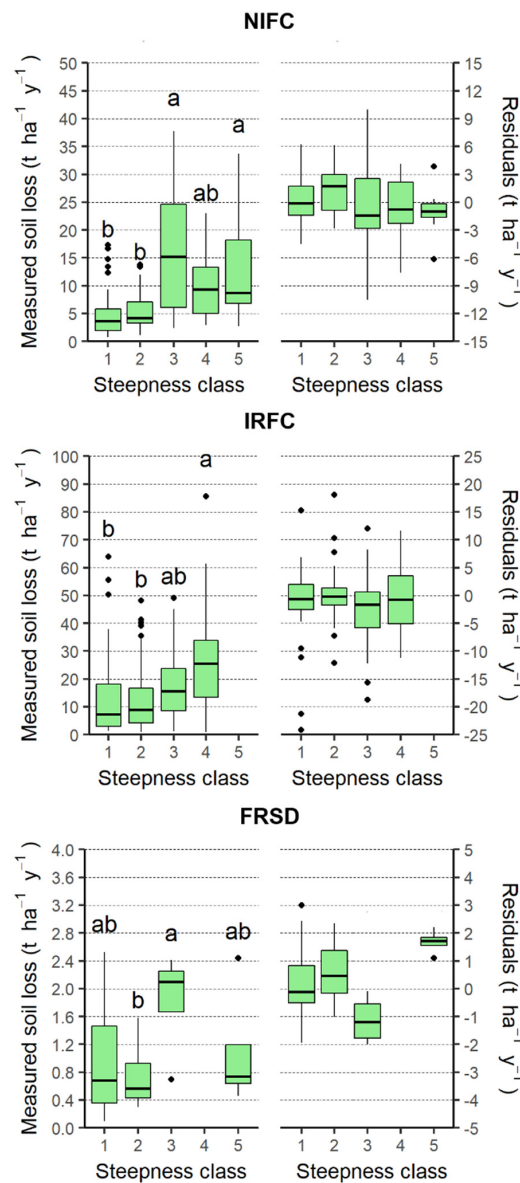 NIFC
Measured soil loss (t ha⁻¹ y⁻¹)
50
45
40
35
30
25
20
15
10
5
0
b
b
a
ab
a
1 2 3 4 5
Steepness class
15
12
9
6
3
0
-3
-6
-9
-12
-15
Residuals (t ha⁻¹ y⁻¹)
1 2 3 4 5
Steepness class
IRFC
Measured soil loss (t ha⁻¹ y⁻¹)
100
90
80
70
60
50
40
30
20
10
0
b
b
ab
a
1 2 3 4 5
Steepness class
25
20
15
10
5
0
-5
-10
-15
-20
-25
Residuals (t ha⁻¹ y⁻¹)
1 2 3 4 5
Steepness class
FRSD
Measured soil loss (t ha⁻¹ y⁻¹)
4.0
3.6
3.2
2.8
2.4
2.0
1.6
1.2
0.8
0.4
0.0
ab
b
a
ab
1 2 3 4 5
Steepness class
5
4
3
2
1
0
-1
-2
-3
-4
-5
Residuals (t ha⁻¹ y⁻¹)
1 2 3 4 5
Steepness class